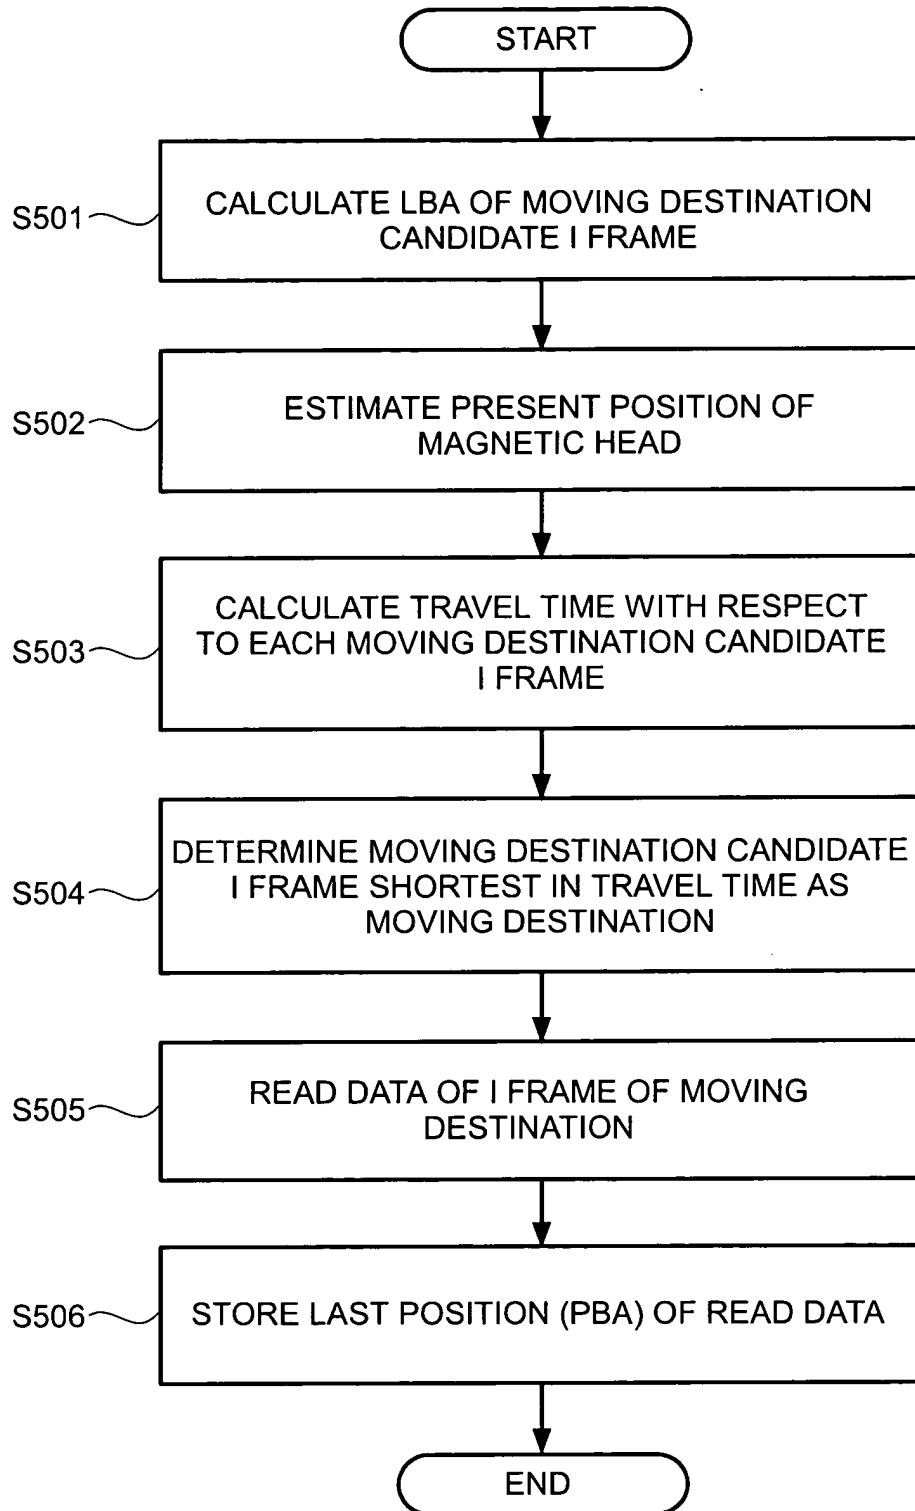 START
S501
CALCULATE LBA OF MOVING DESTINATION
CANDIDATE I FRAME
S502
ESTIMATE PRESENT POSITION OF
MAGNETIC HEAD
S503
CALCULATE TRAVEL TIME WITH RESPECT
TO EACH MOVING DESTINATION CANDIDATE
I FRAME
S504
DETERMINE MOVING DESTINATION CANDIDATE
I FRAME SHORTEST IN TRAVEL TIME AS
MOVING DESTINATION
S505
READ DATA OF I FRAME OF MOVING
DESTINATION
S506
STORE LAST POSITION (PBA) OF READ DATA
END